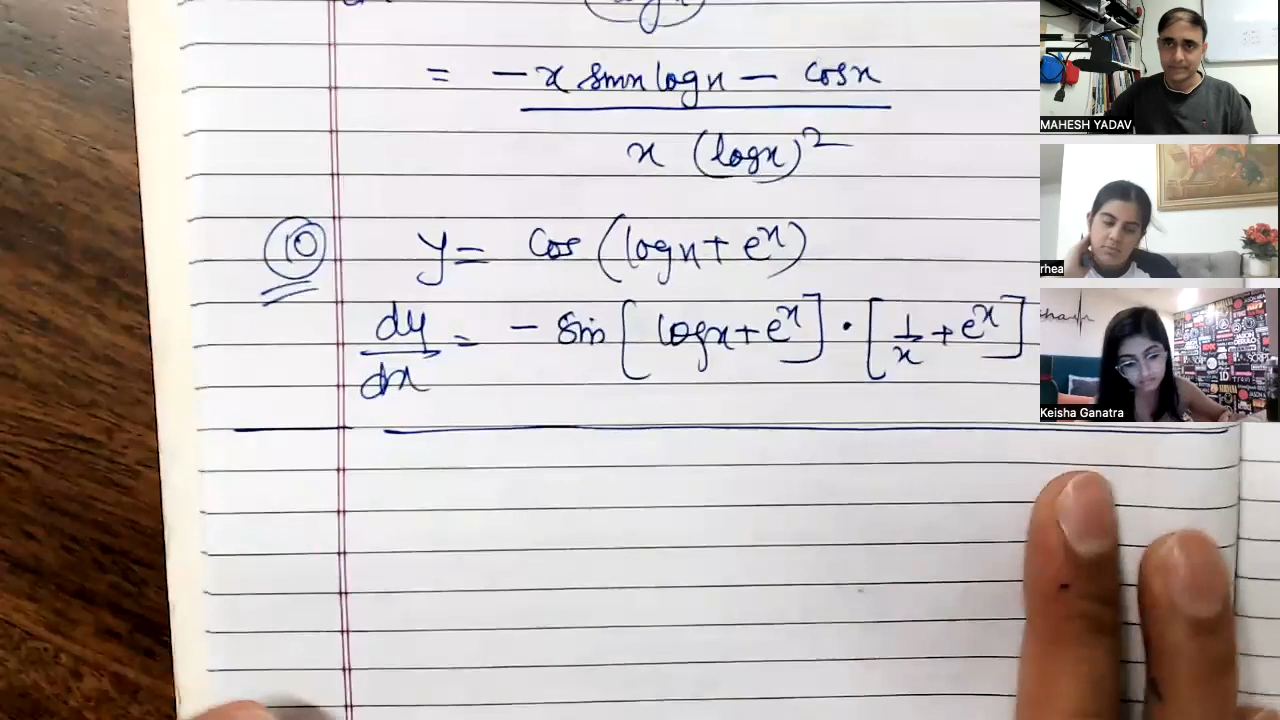 = -x sinx logx - cosx
x (logx)²
10 y = cos (logx + eˣ)
dy/dx = - sin [logx + eˣ] · [1/x + eˣ]
MAHESH YADAV
rhea
Keisha Ganatra